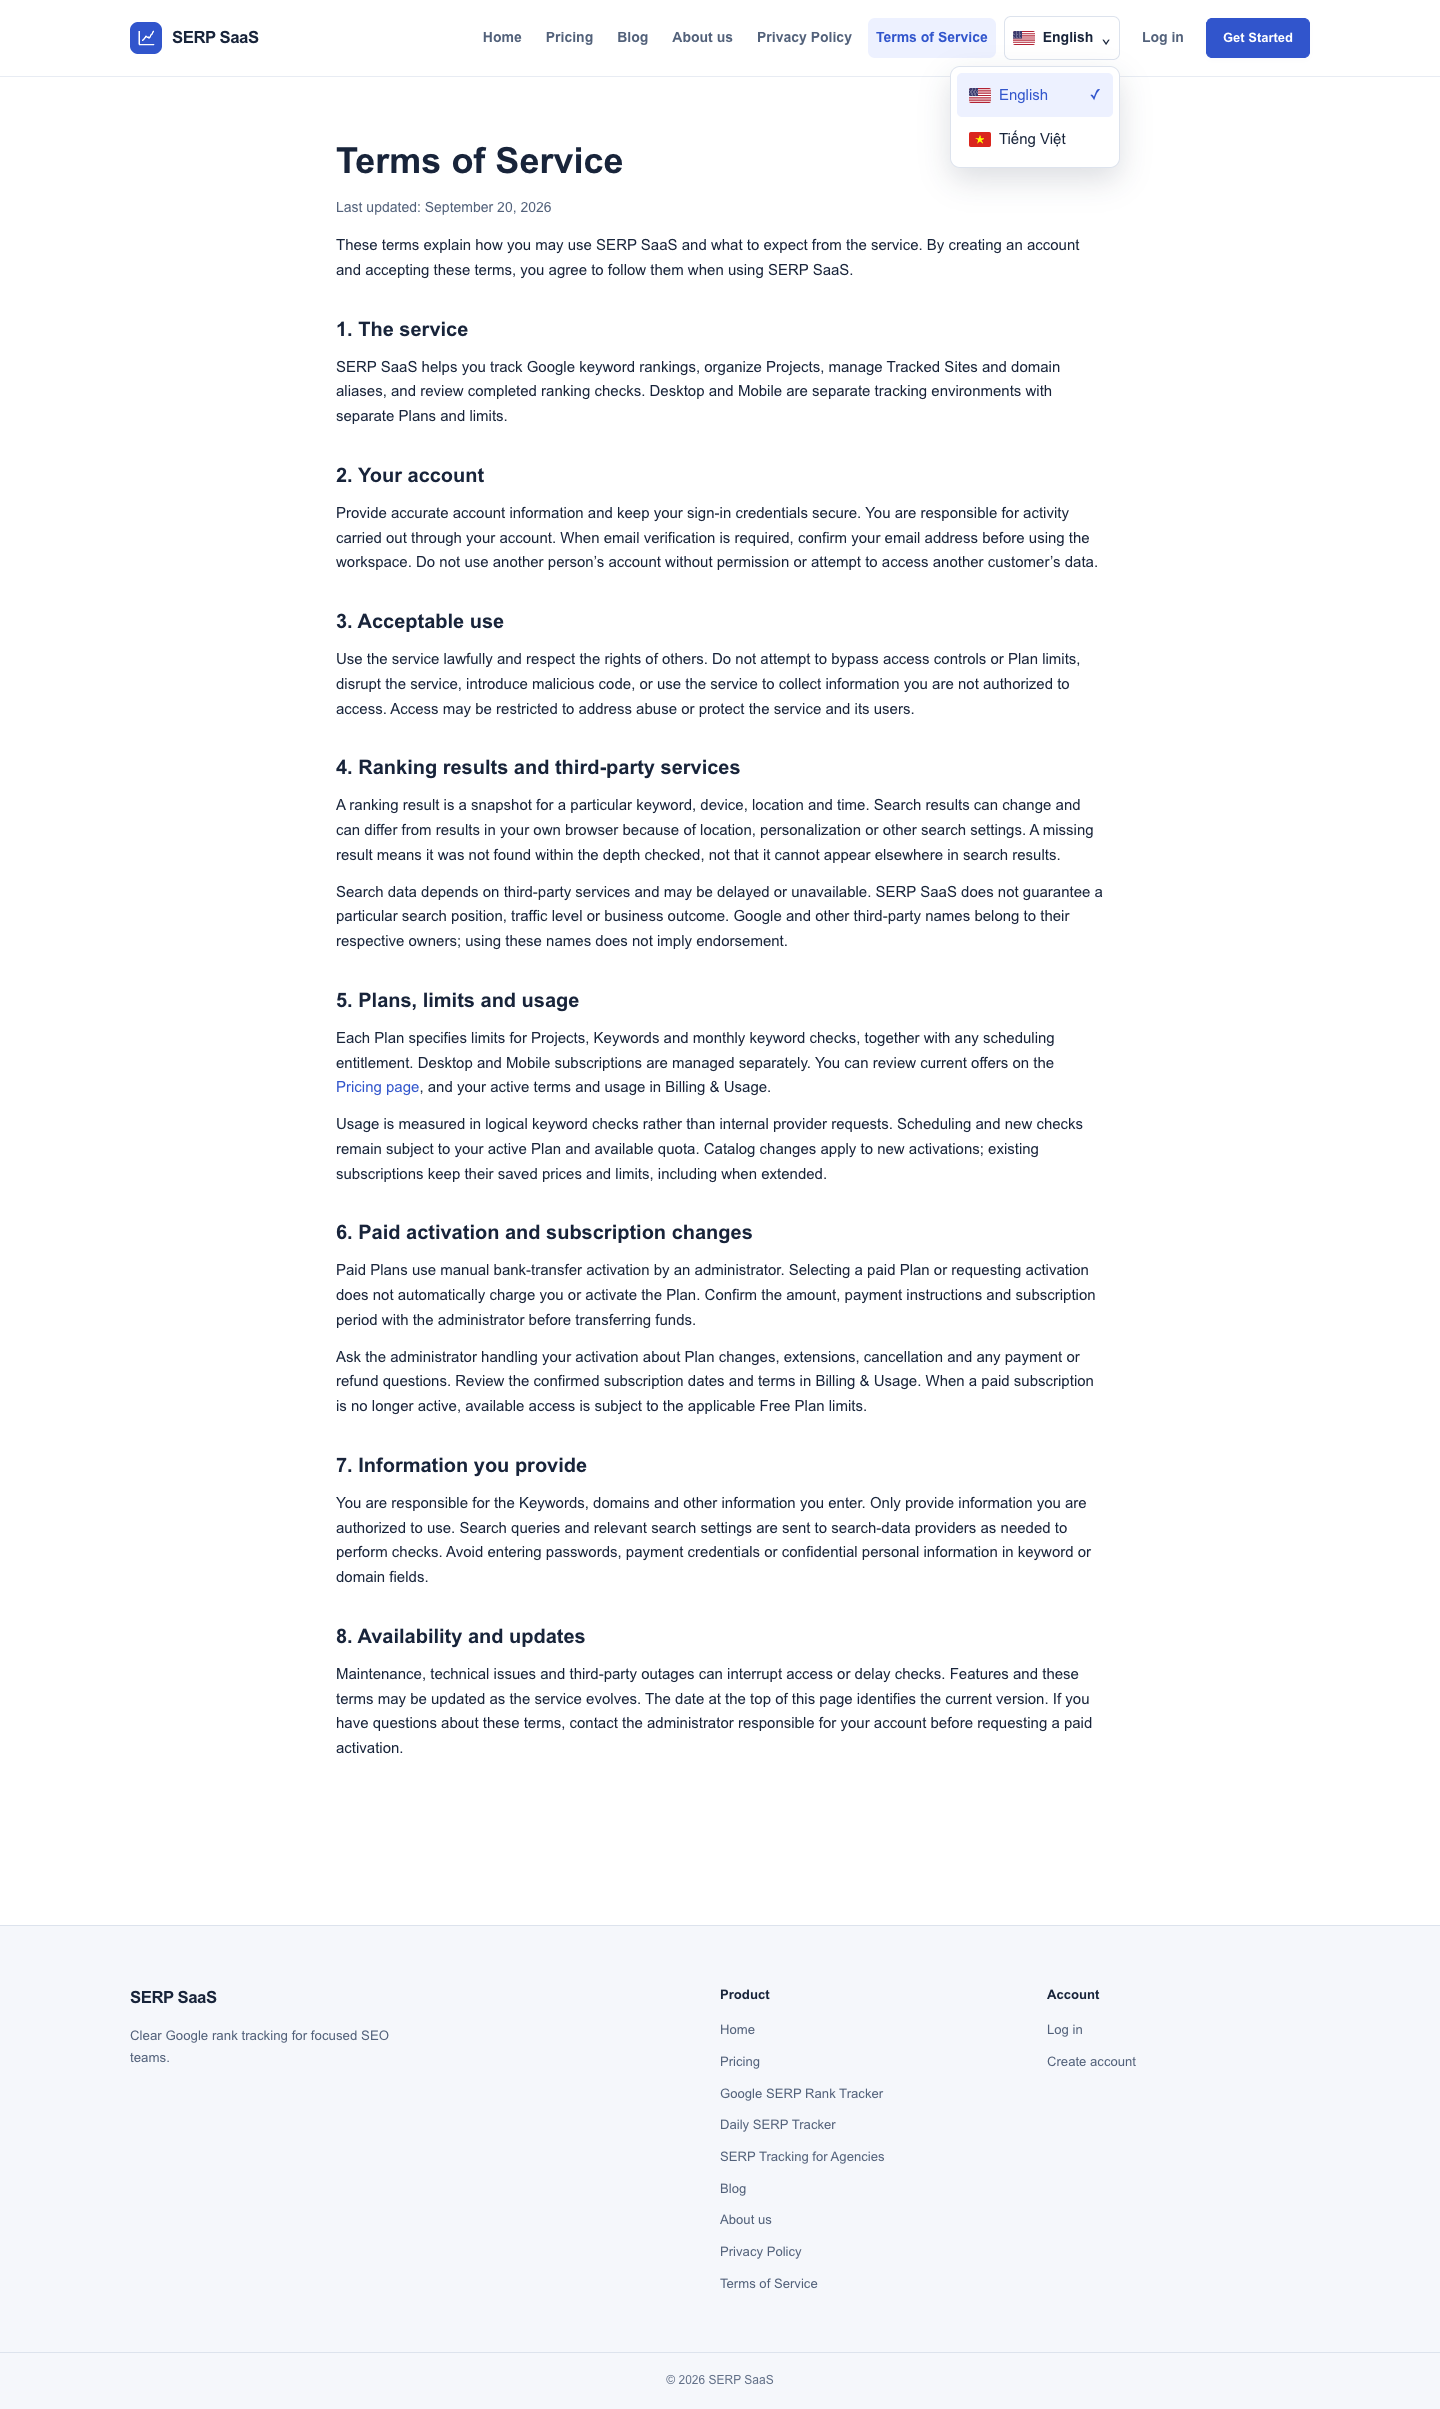 SERP SaaS
Home
Pricing
Blog
About us
Privacy Policy
Terms of Service
English
Log in
Get Started
English
Tiếng Việt
Terms of Service
Last updated: September 20, 2026
These terms explain how you may use SERP SaaS and what to expect from the service. By creating an account
and accepting these terms, you agree to follow them when using SERP SaaS.
1. The service
SERP SaaS helps you track Google keyword rankings, organize Projects, manage Tracked Sites and domain
aliases, and review completed ranking checks. Desktop and Mobile are separate tracking environments with
separate Plans and limits.
2. Your account
Provide accurate account information and keep your sign-in credentials secure. You are responsible for activity
carried out through your account. When email verification is required, confirm your email address before using the
workspace. Do not use another person’s account without permission or attempt to access another customer’s data.
3. Acceptable use
Use the service lawfully and respect the rights of others. Do not attempt to bypass access controls or Plan limits,
disrupt the service, introduce malicious code, or use the service to collect information you are not authorized to
access. Access may be restricted to address abuse or protect the service and its users.
4. Ranking results and third-party services
A ranking result is a snapshot for a particular keyword, device, location and time. Search results can change and
can differ from results in your own browser because of location, personalization or other search settings. A missing
result means it was not found within the depth checked, not that it cannot appear elsewhere in search results.
Search data depends on third-party services and may be delayed or unavailable. SERP SaaS does not guarantee a
particular search position, traffic level or business outcome. Google and other third-party names belong to their
respective owners; using these names does not imply endorsement.
5. Plans, limits and usage
Each Plan specifies limits for Projects, Keywords and monthly keyword checks, together with any scheduling
entitlement. Desktop and Mobile subscriptions are managed separately. You can review current offers on the
Pricing page, and your active terms and usage in Billing & Usage.
Usage is measured in logical keyword checks rather than internal provider requests. Scheduling and new checks
remain subject to your active Plan and available quota. Catalog changes apply to new activations; existing
subscriptions keep their saved prices and limits, including when extended.
6. Paid activation and subscription changes
Paid Plans use manual bank-transfer activation by an administrator. Selecting a paid Plan or requesting activation
does not automatically charge you or activate the Plan. Confirm the amount, payment instructions and subscription
period with the administrator before transferring funds.
Ask the administrator handling your activation about Plan changes, extensions, cancellation and any payment or
refund questions. Review the confirmed subscription dates and terms in Billing & Usage. When a paid subscription
is no longer active, available access is subject to the applicable Free Plan limits.
7. Information you provide
You are responsible for the Keywords, domains and other information you enter. Only provide information you are
authorized to use. Search queries and relevant search settings are sent to search-data providers as needed to
perform checks. Avoid entering passwords, payment credentials or confidential personal information in keyword or
domain fields.
8. Availability and updates
Maintenance, technical issues and third-party outages can interrupt access or delay checks. Features and these
terms may be updated as the service evolves. The date at the top of this page identifies the current version. If you
have questions about these terms, contact the administrator responsible for your account before requesting a paid
activation.
SERP SaaS
Clear Google rank tracking for focused SEO
teams.
Product
Home
Pricing
Google SERP Rank Tracker
Daily SERP Tracker
SERP Tracking for Agencies
Blog
About us
Privacy Policy
Terms of Service
Account
Log in
Create account
© 2026 SERP SaaS